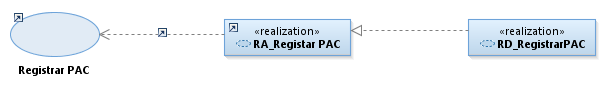 Registrar PAC
«realization»
RA_Registar PAC
«realization»
RD_RegistrarPAC